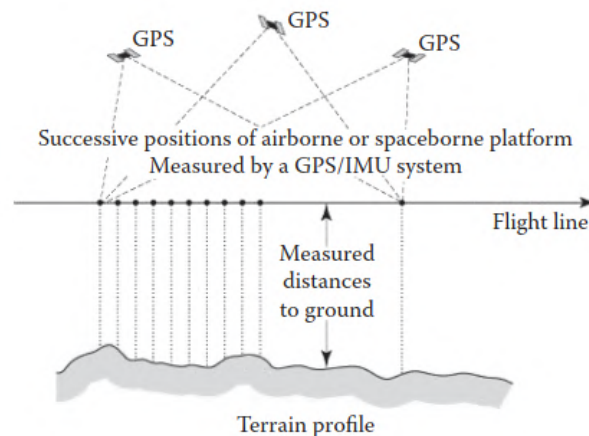 GPS
GPS
GPS
Successive positions of airborne or spaceborne platform
Measured by a GPS/IMU system
Flight line
Measured
distances
to ground
Terrain profile